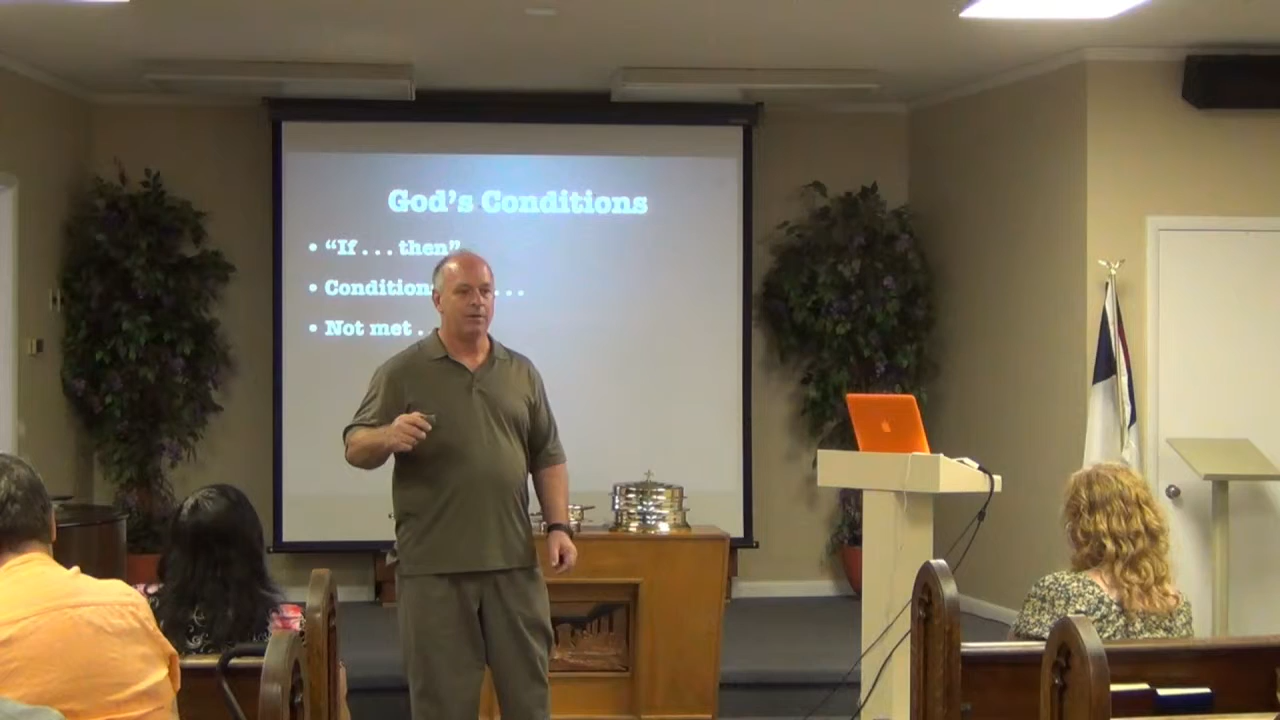 God's Conditions
• “If . . . then”
• Condition . . .
• Not met . .